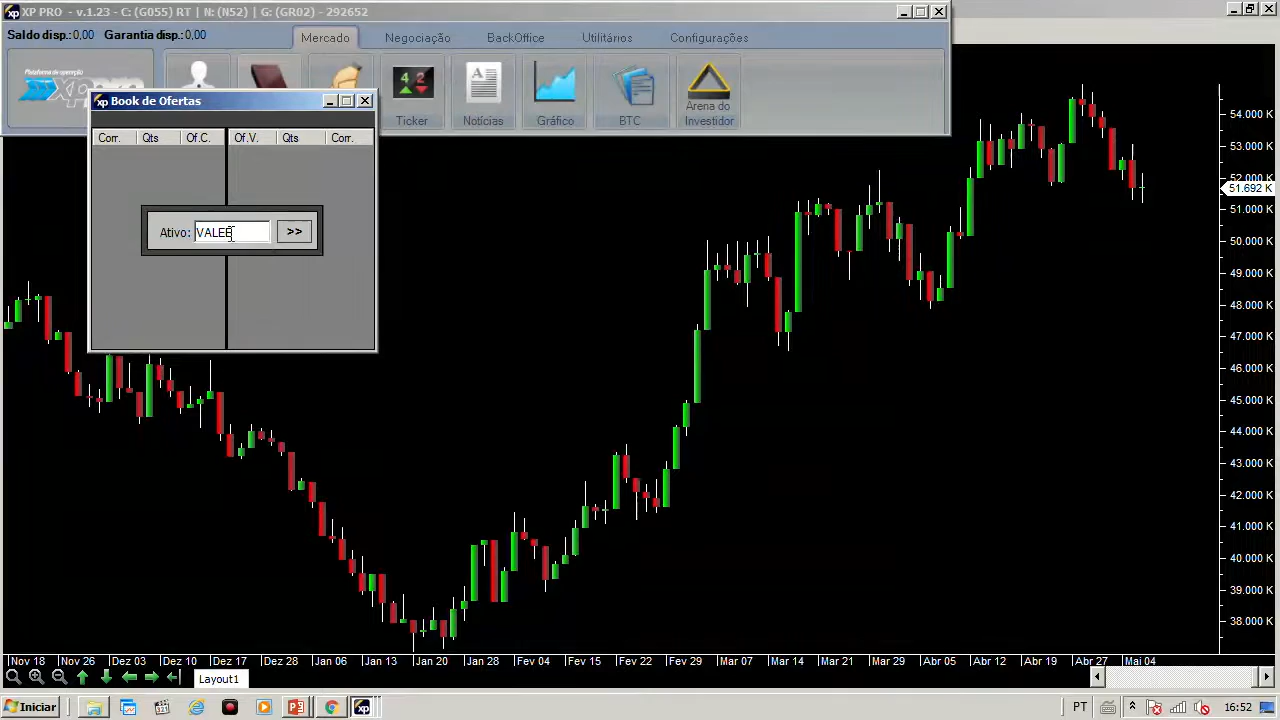 XP PRO - v.1.23 - C: (G055) RT | N: (N52) | G: (GR02) - 292652
Saldo disp.:0,00 Garantia disp.:0,00
Mercado
Negociação
BackOffice
Utilitários
Configurações
Plataforma de operação
XPpro
Ticker
Notícias
Gráfico
BTC
Arena do
Investidor
Book de Ofertas
Corr. Qts Of.C. Of.V. Qts Corr.
Ativo: VALEE >>
54.000 K
53.000 K
52.000 K
51.692 K
51.000 K
50.000 K
49.000 K
48.000 K
47.000 K
46.000 K
45.000 K
44.000 K
43.000 K
42.000 K
41.000 K
40.000 K
39.000 K
38.000 K
Nov 18 Nov 26 Dez 03 Dez 10 Dez 17 Dez 28 Jan 06 Jan 13 Jan 20 Jan 28 Fev 04 Fev 15 Fev 22 Fev 29 Mar 07 Mar 14 Mar 21 Mar 29 Abr 05 Abr 12 Abr 19 Abr 27 Mai 04
Layout1
Iniciar
PT
16:52